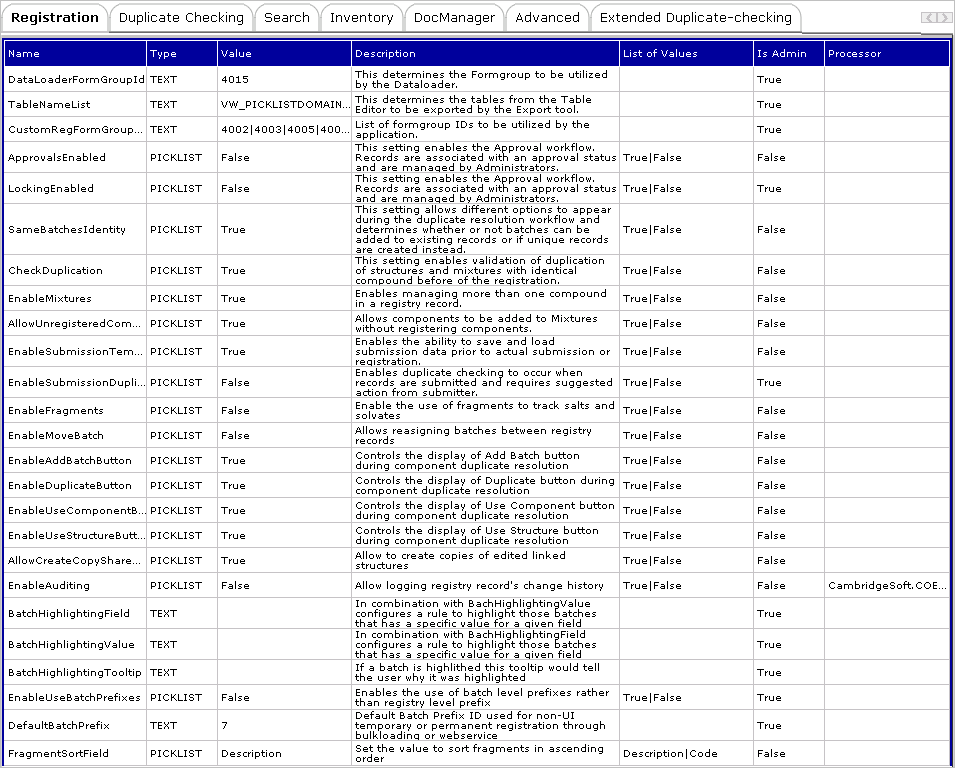 Registration Duplicate Checking Search Inventory DocManager Advanced Extended Duplicate-checking
Name Type Value Description List of Values Is Admin Processor
DataLoaderFormGroupId TEXT 4015 This determines the Formgroup to be utilized by the Dataloader. True
TableNameList TEXT VW_PICKLISTDOMAIN... This determines the tables from the Table Editor to be exported by the Export tool. True
CustomRegFormGroup... TEXT 4002|4003|4005|400... List of formgroup IDs to be utilized by the application. True
ApprovalsEnabled PICKLIST False This setting enables the Approval workflow. Records are associated with an approval status and are managed by Administrators. True|False False
LockingEnabled PICKLIST False This setting enables the Approval workflow. Records are associated with an approval status and are managed by Administrators. True|False True
SameBatchesIdentity PICKLIST True This setting allows different options to appear during the duplicate resolution workflow and determines whether or not batches can be added to existing records or if unique records are created instead. True|False False
CheckDuplication PICKLIST True This setting enables validation of duplication of structures and mixtures with identical compound before of the registration. True|False False
EnableMixtures PICKLIST True Enables managing more than one compound in a registry record. True|False False
AllowUnregisteredCom... PICKLIST True Allows components to be added to Mixtures without registering components. True|False False
EnableSubmissionTem... PICKLIST True Enables the ability to save and load submission data prior to actual submission or registration. True|False False
EnableSubmissionDupli... PICKLIST False Enables duplicate checking to occur when records are submitted and requires suggested action from submitter. True|False True
EnableFragments PICKLIST False Enable the use of fragments to track salts and solvates True|False False
EnableMoveBatch PICKLIST False Allows reasigning batches between registry records True|False False
EnableAddBatchButton PICKLIST True Controls the display of Add Batch button during component duplicate resolution True|False False
EnableDuplicateButton PICKLIST True Controls the display of Duplicate button during component duplicate resolution True|False False
EnableUseComponentB... PICKLIST True Controls the display of Use Component button during component duplicate resolution True|False False
EnableUseStructureButt... PICKLIST True Controls the display of Use Structure button during component duplicate resolution True|False False
AllowCreateCopyShare... PICKLIST True Allow to create copies of edited linked structures True|False False
EnableAuditing PICKLIST False Allow logging registry record's change history True|False False CambridgeSoft.COE...
BatchHighlightingField TEXT In combination with BachHighlightingValue configures a rule to highlight those batches that has a specific value for a given field True
BatchHighlightingValue TEXT In combination with BachHighlightingField configures a rule to highlight those batches that has a specific value for a given field True
BatchHighlightingTooltip TEXT If a batch is highlithed this tooltip would tell the user why it was highlighted True
EnableUseBatchPrefixes PICKLIST False Enables the use of batch level prefixes rather than registry level prefix True|False True
DefaultBatchPrefix TEXT 7 Default Batch Prefix ID used for non-UI temporary or permanent registration through bulkloading or webservice True
FragmentSortField PICKLIST Description Set the value to sort fragments in ascending order Description|Code False